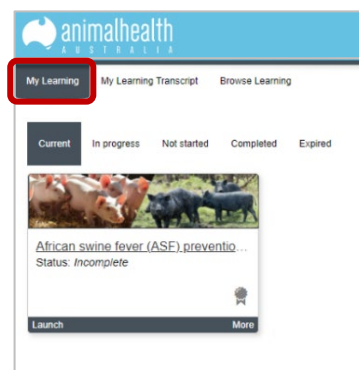 animalhealth
AUSTRALIA
My Learning My Learning Transcript Browse Learning
Current In progress Not started Completed Expired
African swine fever (ASF) preventio...
Status: Incomplete
Launch More